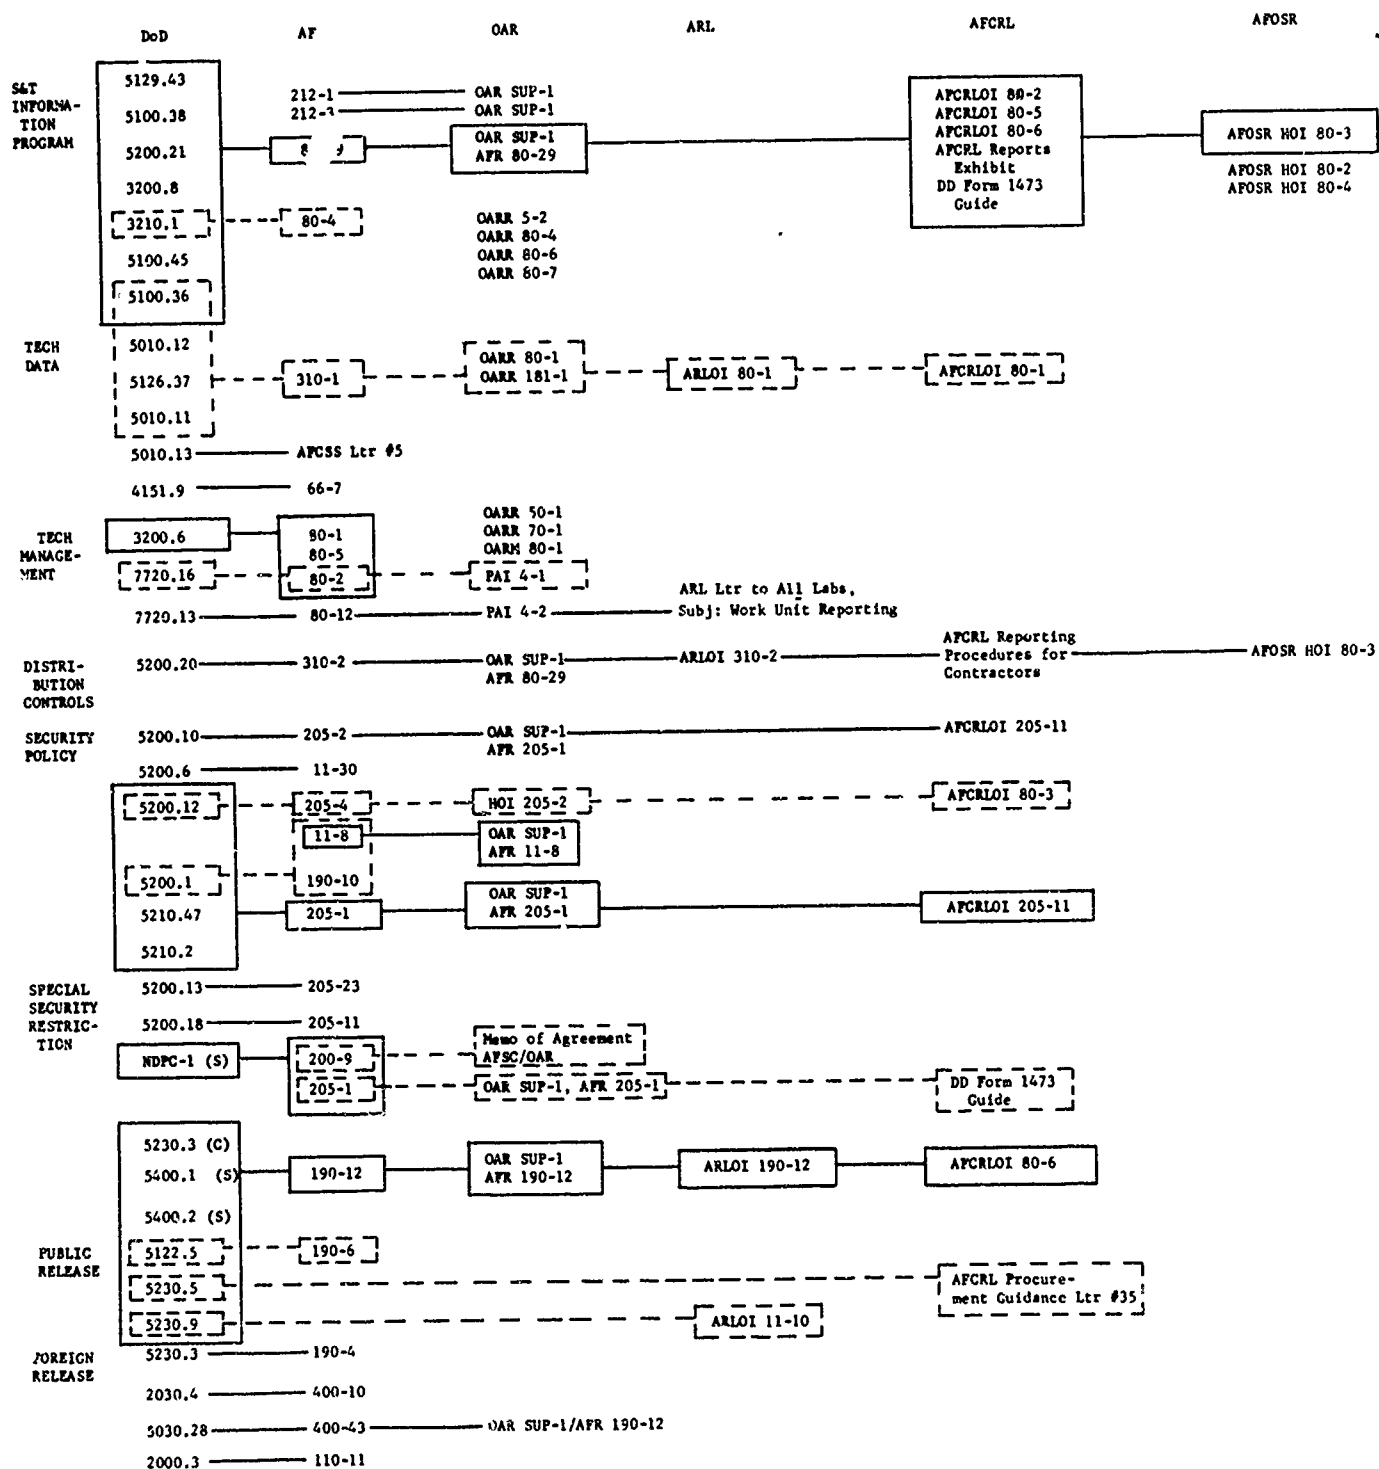 DoD AF OAR ARL AFCRL AFOSR
S&T
INFORMA-
TION
PROGRAM
5129.43
5100.38
5200.21
3200.8
3210.1
5100.45
5100.36
212-1 OAR SUP-1
212-3 OAR SUP-1
OAR SUP-1
AFR 80-29
AFCRLOI 80-2
AFCRLOI 80-5
AFCRLOI 80-6
AFCRL Reports
Exhibit
DD Form 1473
Guide
AFOSR HOI 80-3
AFOSR HOI 80-2
AFOSR HOI 80-4
80-4
OARR 5-2
OARR 80-4
OARR 80-6
OARR 80-7
TECH
DATA
5010.12
5126.37
5010.11
310-1
OARR 80-1
OARR 181-1
ARLOI 80-1
AFCRLOI 80-1
5010.13 AFCSS Ltr #5
4151.9 66-7
TECH
MANAGE-
MENT
3200.6
7720.16
80-1
80-5
80-2
OARR 50-1
OARR 70-1
OARM 80-1
PAI 4-1
7720.13 80-12 PAI 4-2
ARL Ltr to All Labs,
Subj: Work Unit Reporting
DISTRI-
BUTION
CONTROLS
5200.20 310-2
OAR SUP-1
AFR 80-29
ARLOI 310-2
AFCRL Reporting
Procedures for
Contractors
AFOSR HOI 80-3
SECURITY
POLICY
5200.10 205-2
OAR SUP-1
AFR 205-1
AFCRLOI 205-11
5200.6 11-30
5200.12 205-4 HOI 205-2 AFCRLOI 80-3
11-8
OAR SUP-1
AFR 11-8
5200.1 190-10
5210.47 205-1
OAR SUP-1
AFR 205-1
AFCRLOI 205-11
5210.2
SPECIAL
SECURITY
RESTRIC-
TION
5200.13 205-23
5200.18 205-11
NDPC-1 (S) 200-9
Memo of Agreement
AFSC/OAR
205-1 OAR SUP-1, AFR 205-1
DD Form 1473
Guide
5230.3 (C)
5400.1 (S) 190-12
OAR SUP-1
AFR 190-12
ARLOI 190-12
AFCRLOI 80-6
5400.2 (S)
PUBLIC
RELEASE
5122.5 190-6
5230.5
AFCRL Procure-
ment Guidance Ltr #35
5230.9 ARLOI 11-10
FOREIGN
RELEASE
5230.3 190-4
2030.4 400-10
5030.28 400-43 OAR SUP-1/AFR 190-12
2000.3 110-11